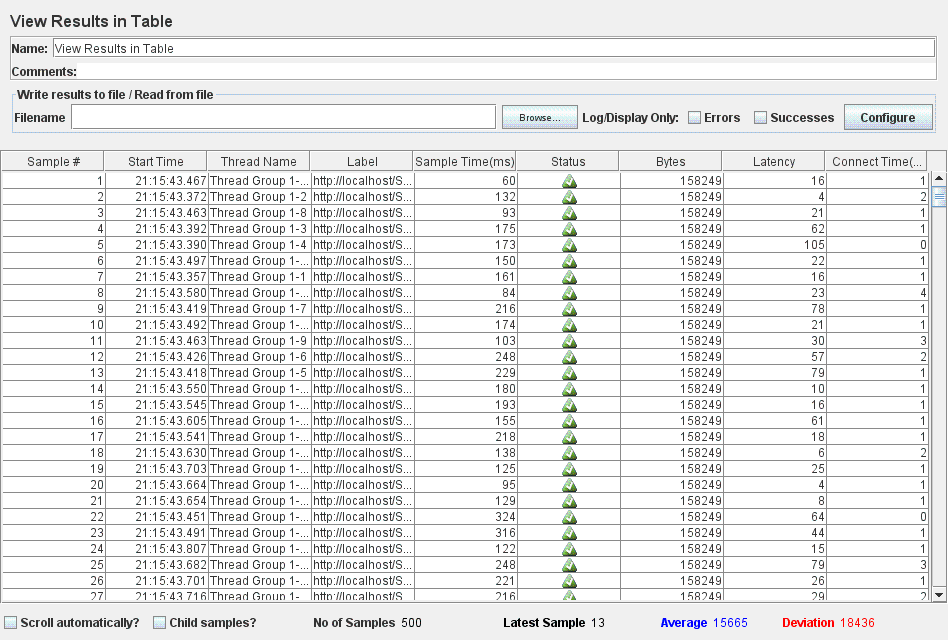 View Results in Table
Name: View Results in Table
Comments:
Write results to file / Read from file
Filename Browse... Log/Display Only: Errors Successes Configure
Sample # Start Time Thread Name Label Sample Time(ms) Status Bytes Latency Connect Time(...
1 21:15:43.467 Thread Group 1-... http://localhost/S... 60 158249 16 1
2 21:15:43.372 Thread Group 1-2 http://localhost/S... 132 158249 4 2
3 21:15:43.463 Thread Group 1-8 http://localhost/S... 93 158249 21 1
4 21:15:43.392 Thread Group 1-3 http://localhost/S... 175 158249 62 1
5 21:15:43.390 Thread Group 1-4 http://localhost/S... 173 158249 105 0
6 21:15:43.497 Thread Group 1-... http://localhost/S... 150 158249 22 1
7 21:15:43.357 Thread Group 1-1 http://localhost/S... 161 158249 16 1
8 21:15:43.580 Thread Group 1-... http://localhost/S... 84 158249 23 4
9 21:15:43.419 Thread Group 1-7 http://localhost/S... 216 158249 78 1
10 21:15:43.492 Thread Group 1-... http://localhost/S... 174 158249 21 1
11 21:15:43.463 Thread Group 1-9 http://localhost/S... 103 158249 30 3
12 21:15:43.426 Thread Group 1-6 http://localhost/S... 248 158249 57 2
13 21:15:43.418 Thread Group 1-5 http://localhost/S... 229 158249 79 1
14 21:15:43.550 Thread Group 1-... http://localhost/S... 180 158249 10 1
15 21:15:43.545 Thread Group 1-... http://localhost/S... 193 158249 16 1
16 21:15:43.605 Thread Group 1-... http://localhost/S... 155 158249 61 1
17 21:15:43.541 Thread Group 1-... http://localhost/S... 218 158249 18 1
18 21:15:43.630 Thread Group 1-... http://localhost/S... 138 158249 6 2
19 21:15:43.703 Thread Group 1-... http://localhost/S... 125 158249 25 1
20 21:15:43.664 Thread Group 1-... http://localhost/S... 95 158249 4 1
21 21:15:43.654 Thread Group 1-... http://localhost/S... 129 158249 8 1
22 21:15:43.451 Thread Group 1-... http://localhost/S... 324 158249 64 0
23 21:15:43.491 Thread Group 1-... http://localhost/S... 316 158249 44 1
24 21:15:43.807 Thread Group 1-... http://localhost/S... 122 158249 15 1
25 21:15:43.682 Thread Group 1-... http://localhost/S... 248 158249 79 3
26 21:15:43.701 Thread Group 1-... http://localhost/S... 221 158249 26 1
27 21:15:43.716 Thread Group 1-... http://localhost/S... 216 158249 29 2
Scroll automatically? Child samples? No of Samples 500 Latest Sample 13 Average 15665 Deviation 18436